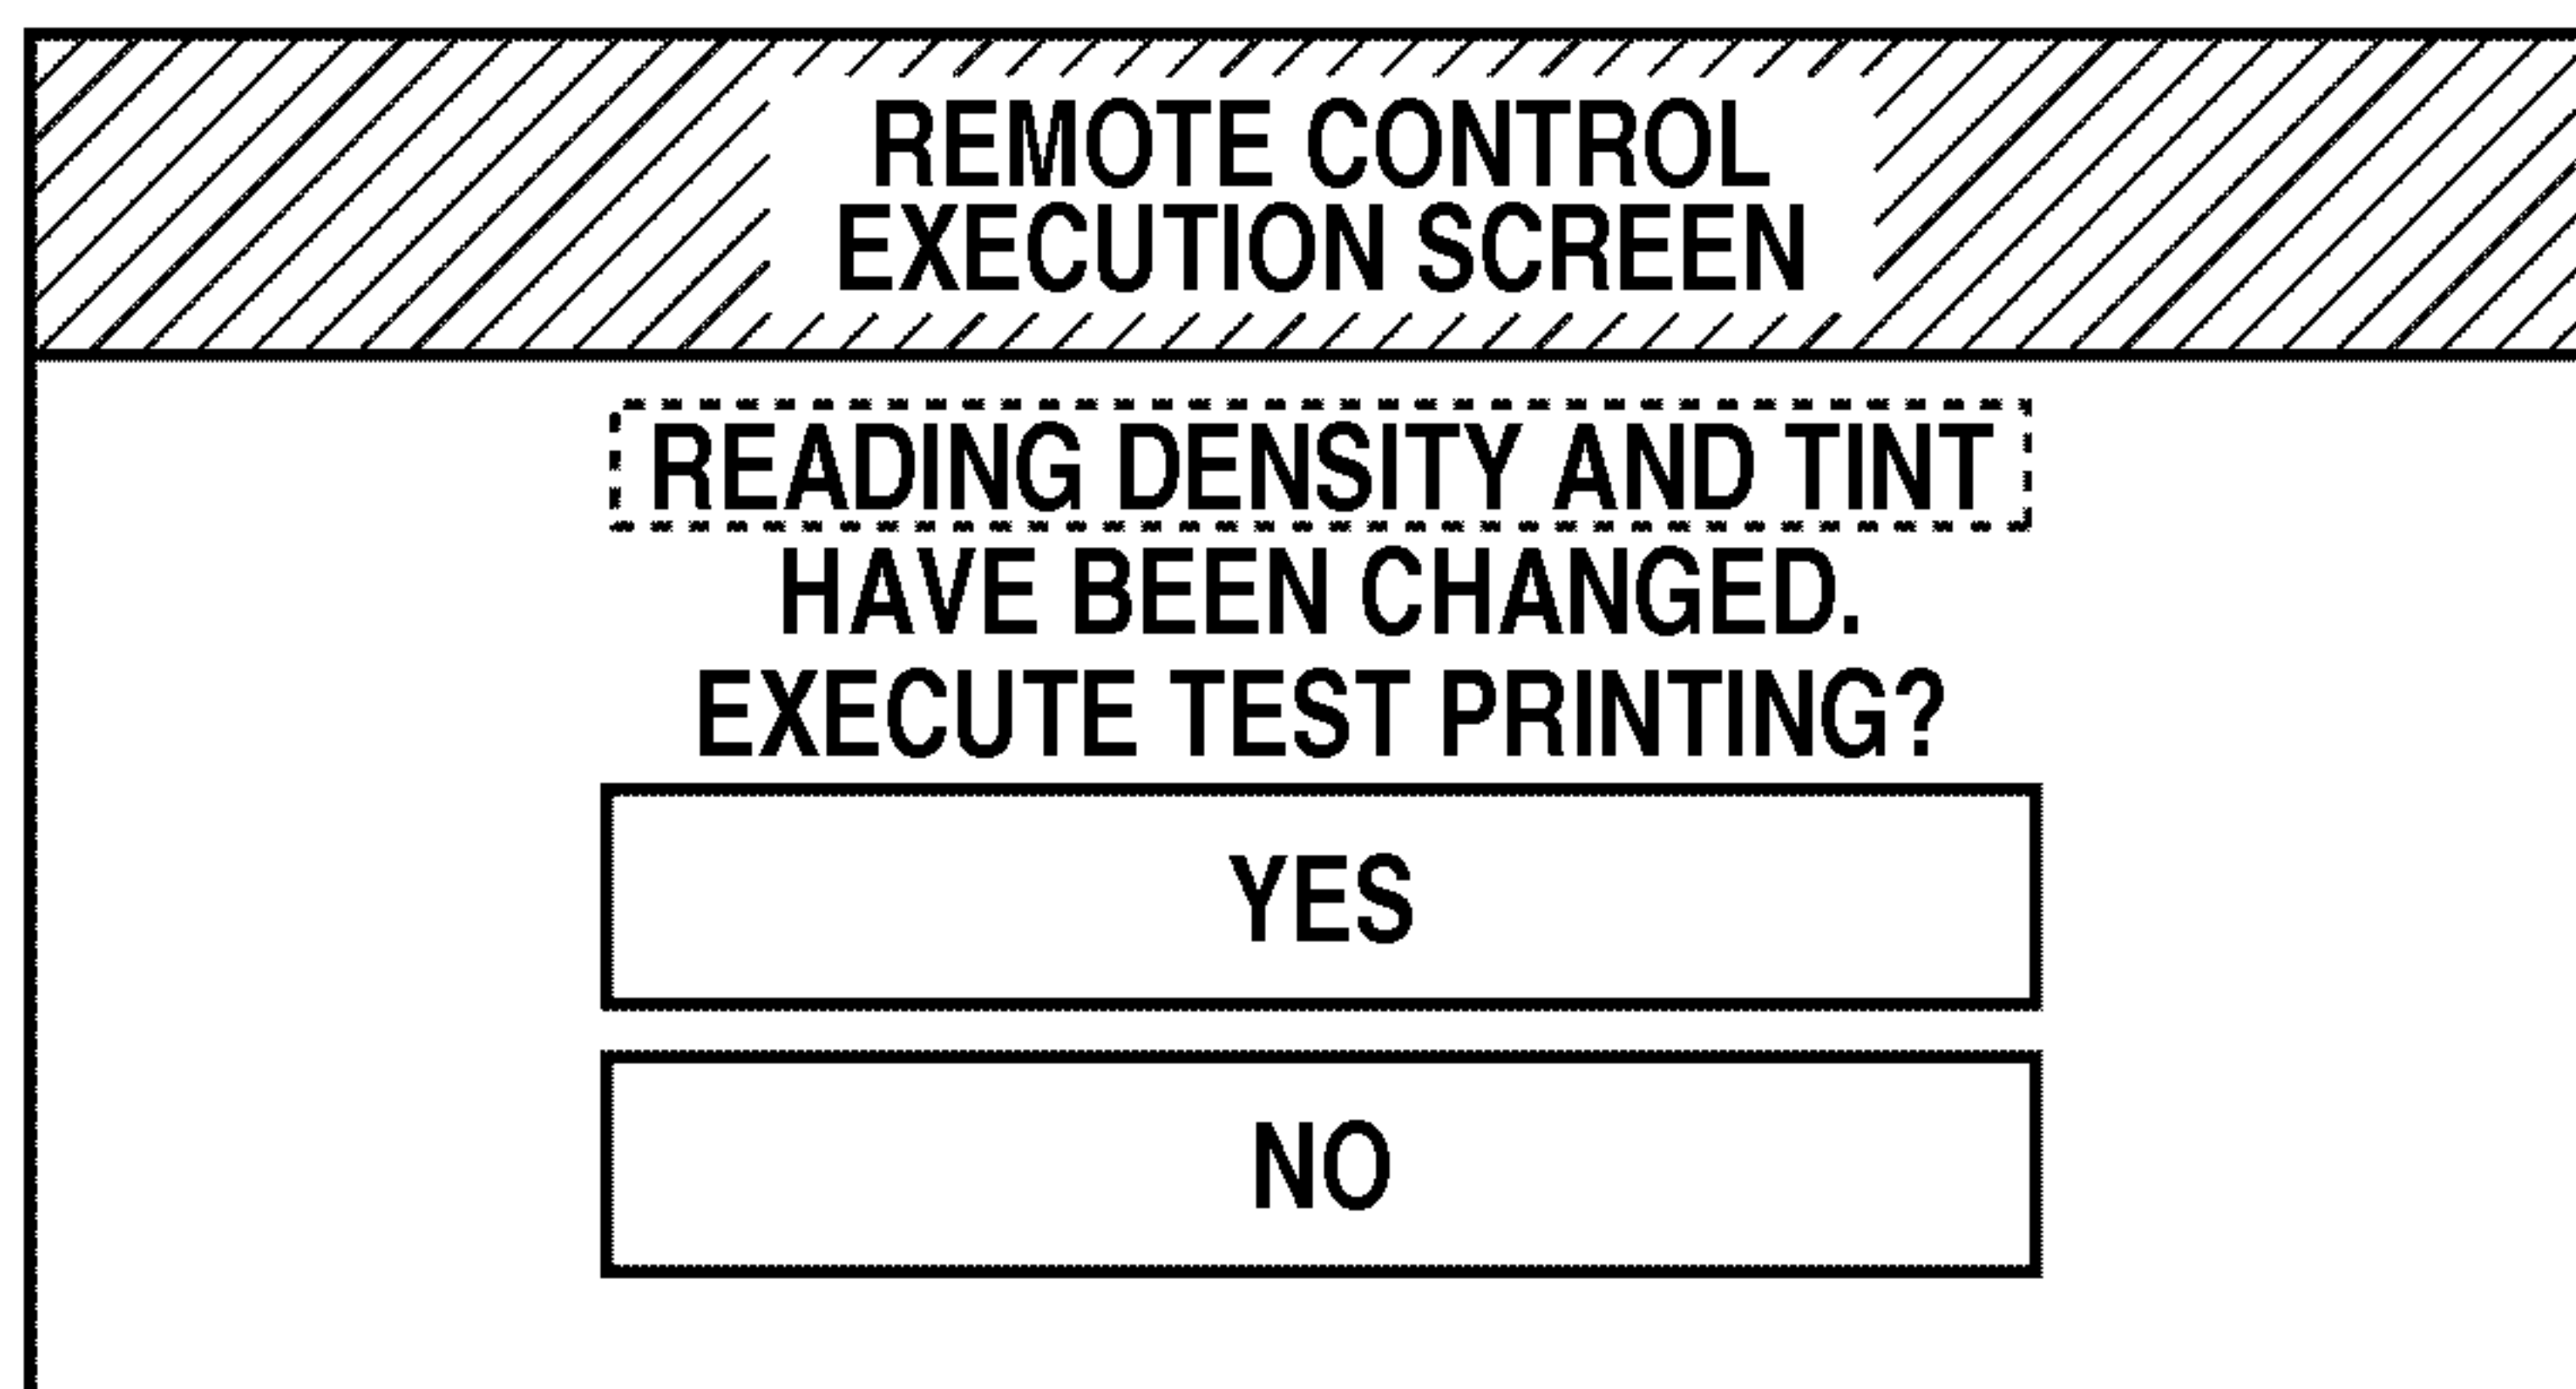 REMOTE CONTROL
EXECUTION SCREEN
READING DENSITY AND TINT
HAVE BEEN CHANGED.
EXECUTE TEST PRINTING?
YES
NO